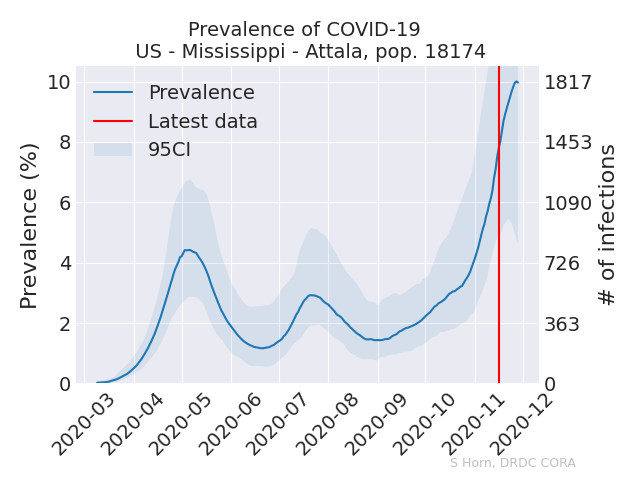 Prevalence of COVID-19
US - Mississippi - Attala, pop. 18174
Prevalence (%)
10
8
6
4
2
0
Prevalence
Latest data
95CI
1817
1453
1090
726
363
0
# of infections
2020-03
2020-04
2020-05
2020-06
2020-07
2020-08
2020-09
2020-10
2020-11
2020-12
S Horn, DRDC CORA